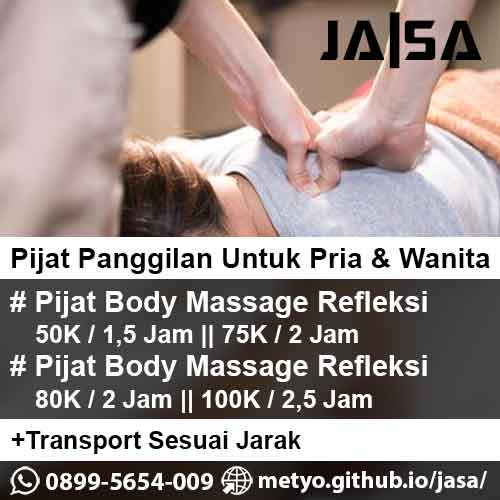 JA|SA
Pijat Panggilan Untuk Pria & Wanita
# Pijat Body Massage Refleksi
50K / 1,5 Jam || 75K / 2 Jam
# Pijat Body Massage Refleksi
80K / 2 Jam || 100K / 2,5 Jam
+Transport Sesuai Jarak
0899-5654-009 metyo.github.io/jasa/